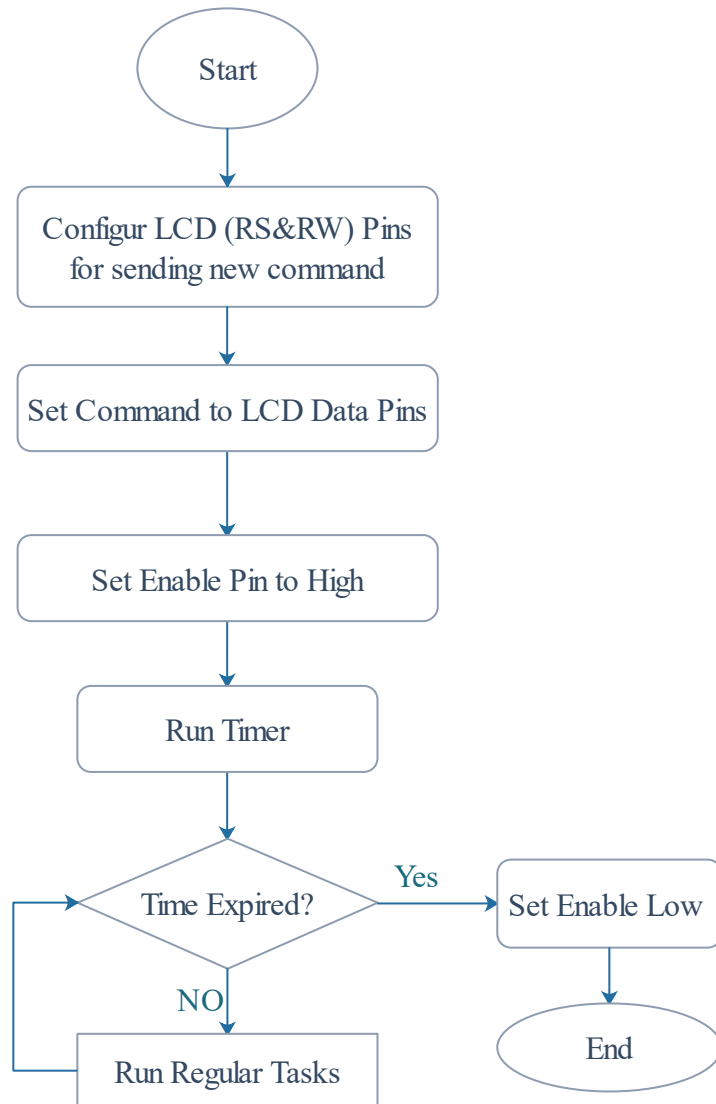 Start
Configur LCD (RS&RW) Pins
for sending new command
Set Command to LCD Data Pins
Set Enable Pin to High
Run Timer
Time Expired?
Yes
Set Enable Low
NO
Run Regular Tasks
End